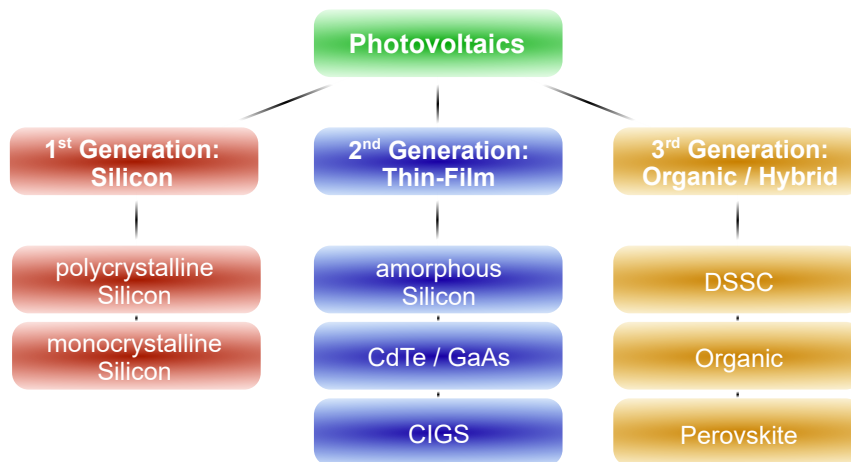 Photovoltaics
1st Generation:
Silicon
2nd Generation:
Thin-Film
3rd Generation:
Organic / Hybrid
polycrystalline
Silicon
monocrystalline
Silicon
amorphous
Silicon
CdTe / GaAs
CIGS
DSSC
Organic
Perovskite